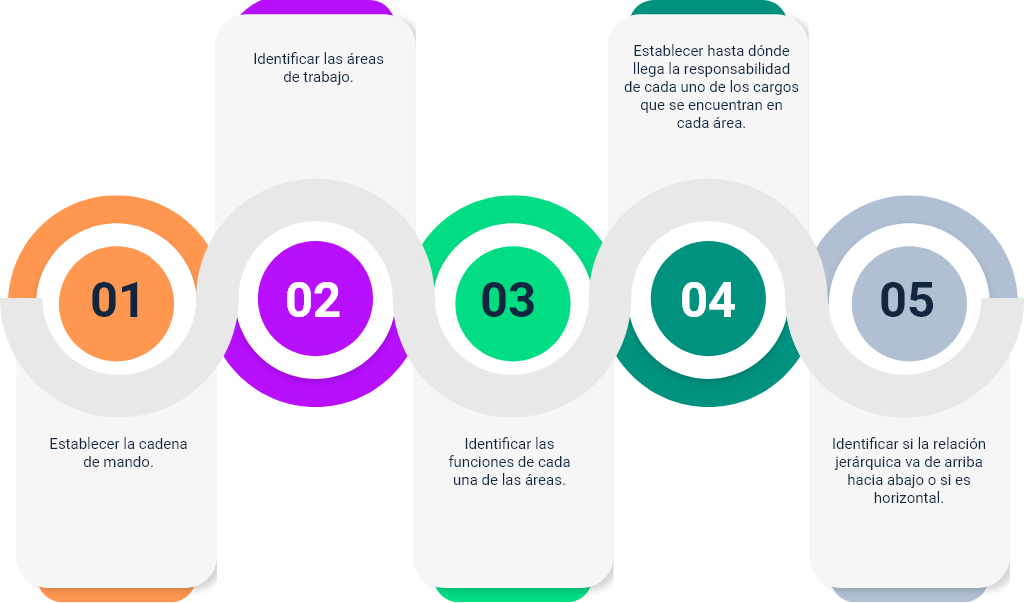 01
Establecer la cadena
de mando.
02
Identificar las áreas
de trabajo.
03
Identificar las
funciones de cada
una de las áreas.
04
Establecer hasta dónde
llega la responsabilidad
de cada uno de los cargos
que se encuentran en
cada área.
05
Identificar si la relación
jerárquica va de arriba
hacia abajo o si es
horizontal.